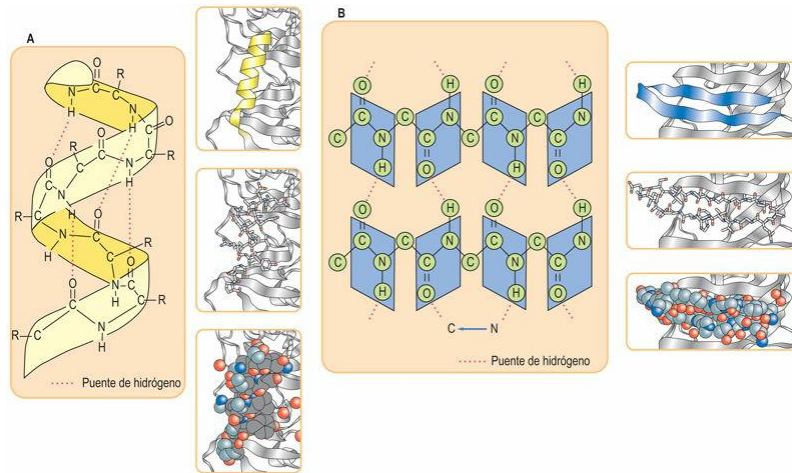 A
O
R
N C C
H N C O
H
O R C R
C C N
N H
H
O
R C H
N C C R
H
O C
N C
O H C R
C
R C N
H
Puente de hidrógeno
B
O H O H
C C C
C C N C N C C N C N C
H O H O
O H O H
C C C
C C N C N C C N C N C
H O H O
C N
Puente de hidrógeno